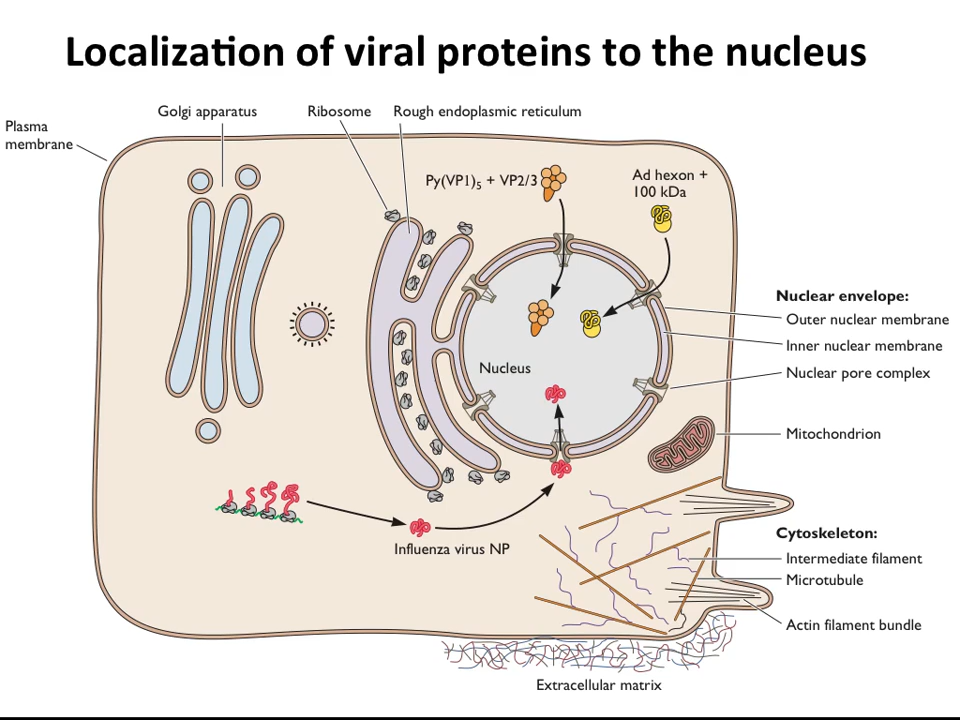 Localization of viral proteins to the nucleus
Golgi apparatus
Ribosome
Rough endoplasmic reticulum
Plasma
membrane
Py(VP1)5 + VP2/3
Ad hexon +
100 kDa
Nuclear envelope:
Outer nuclear membrane
Inner nuclear membrane
Nuclear pore complex
Nucleus
Mitochondrion
Influenza virus NP
Cytoskeleton:
Intermediate filament
Microtubule
Actin filament bundle
Extracellular matrix